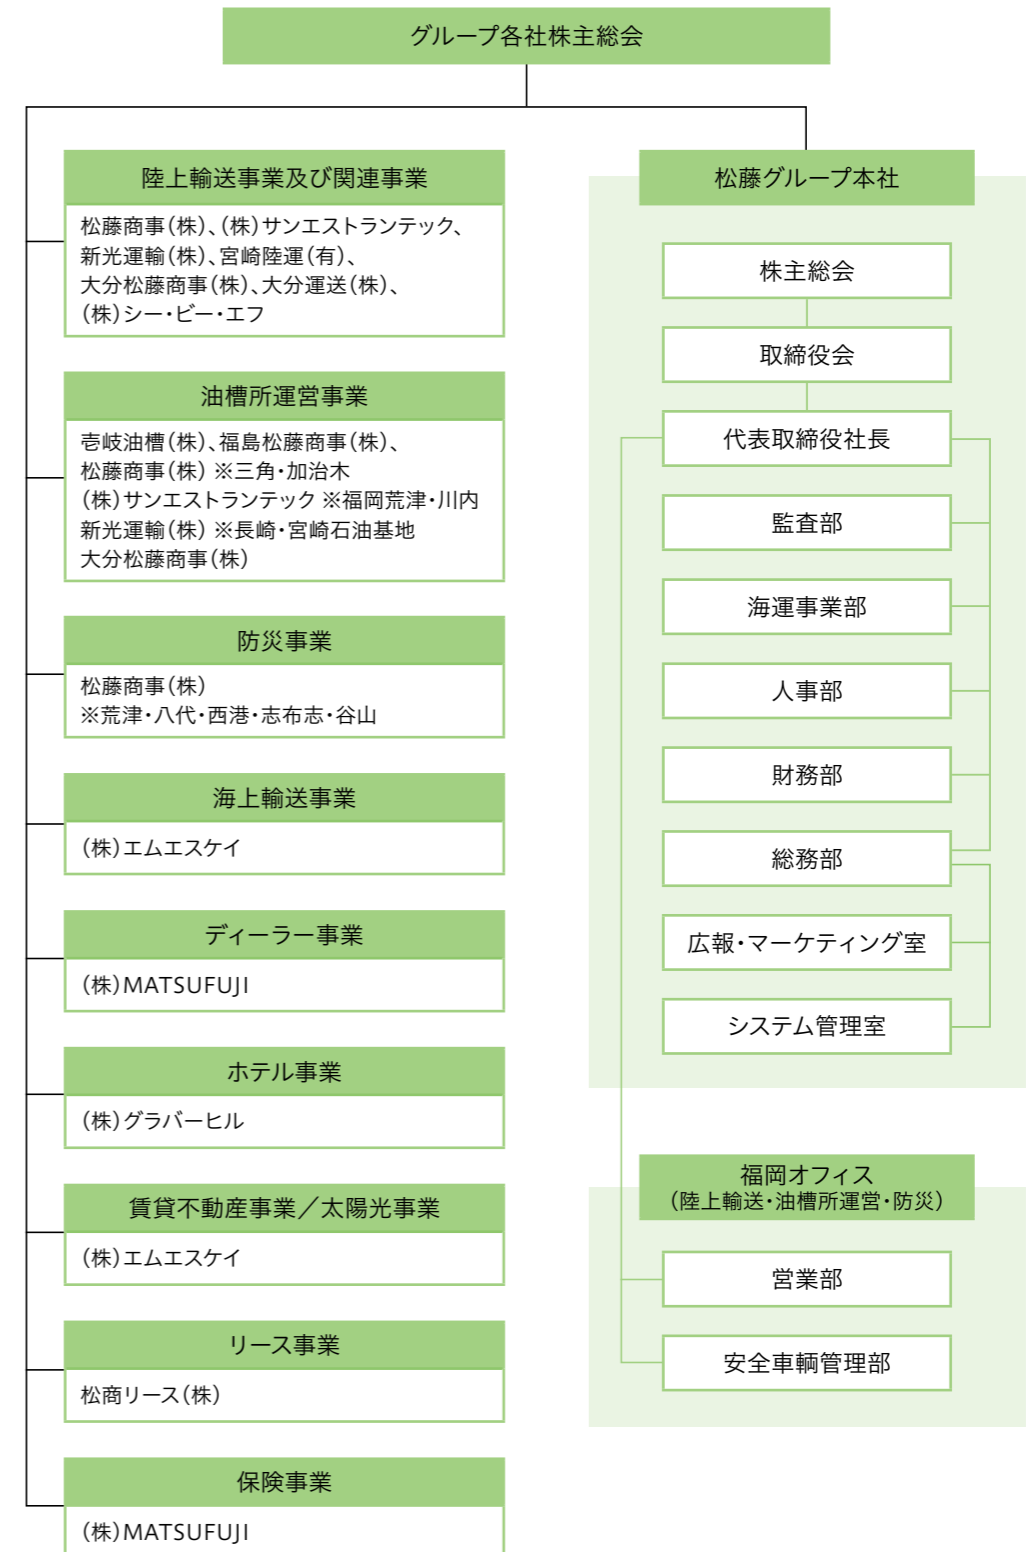 グループ各社株主総会
陸上輸送事業及び関連事業
松藤商事(株)、(株)サンエストランテック、
新光運輸(株)、宮崎陸運(有)、
大分松藤商事(株)、大分運送(株)、
(株)シー・ビー・エフ
油槽所運営事業
壱岐油槽(株)、福島松藤商事(株)、
松藤商事(株) ※三角・加治木
(株)サンエストランテック ※福岡荒津・川内
新光運輸(株) ※長崎・宮崎石油基地
大分松藤商事(株)
防災事業
松藤商事(株)
※荒津・八代・西港・志布志・谷山
海上輸送事業
(株)エムエスケイ
ディーラー事業
(株)MATSUFUJI
ホテル事業
(株)グラバーヒル
賃貸不動産事業/太陽光事業
(株)エムエスケイ
リース事業
松商リース(株)
保険事業
(株)MATSUFUJI
松藤グループ本社
株主総会
取締役会
代表取締役社長
監査部
海運事業部
人事部
財務部
総務部
広報・マーケティング室
システム管理室
福岡オフィス
(陸上輸送・油槽所運営・防災)
営業部
安全車輌管理部